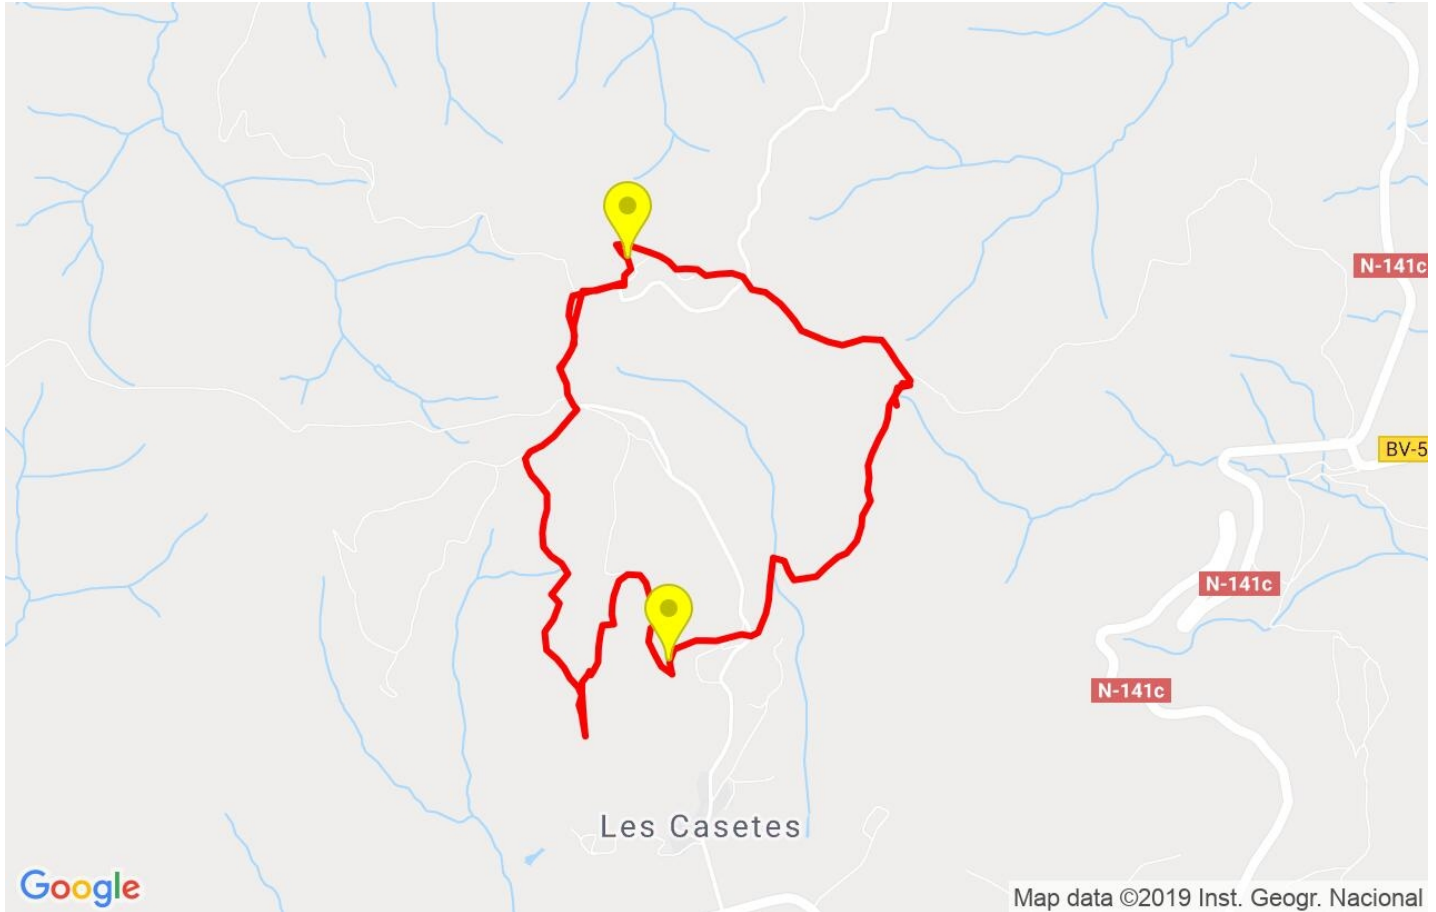 N-141c
BV-5
N-141c
N-141c
Les Casetes
Google
Map data ©2019 Inst. Geogr. Nacional